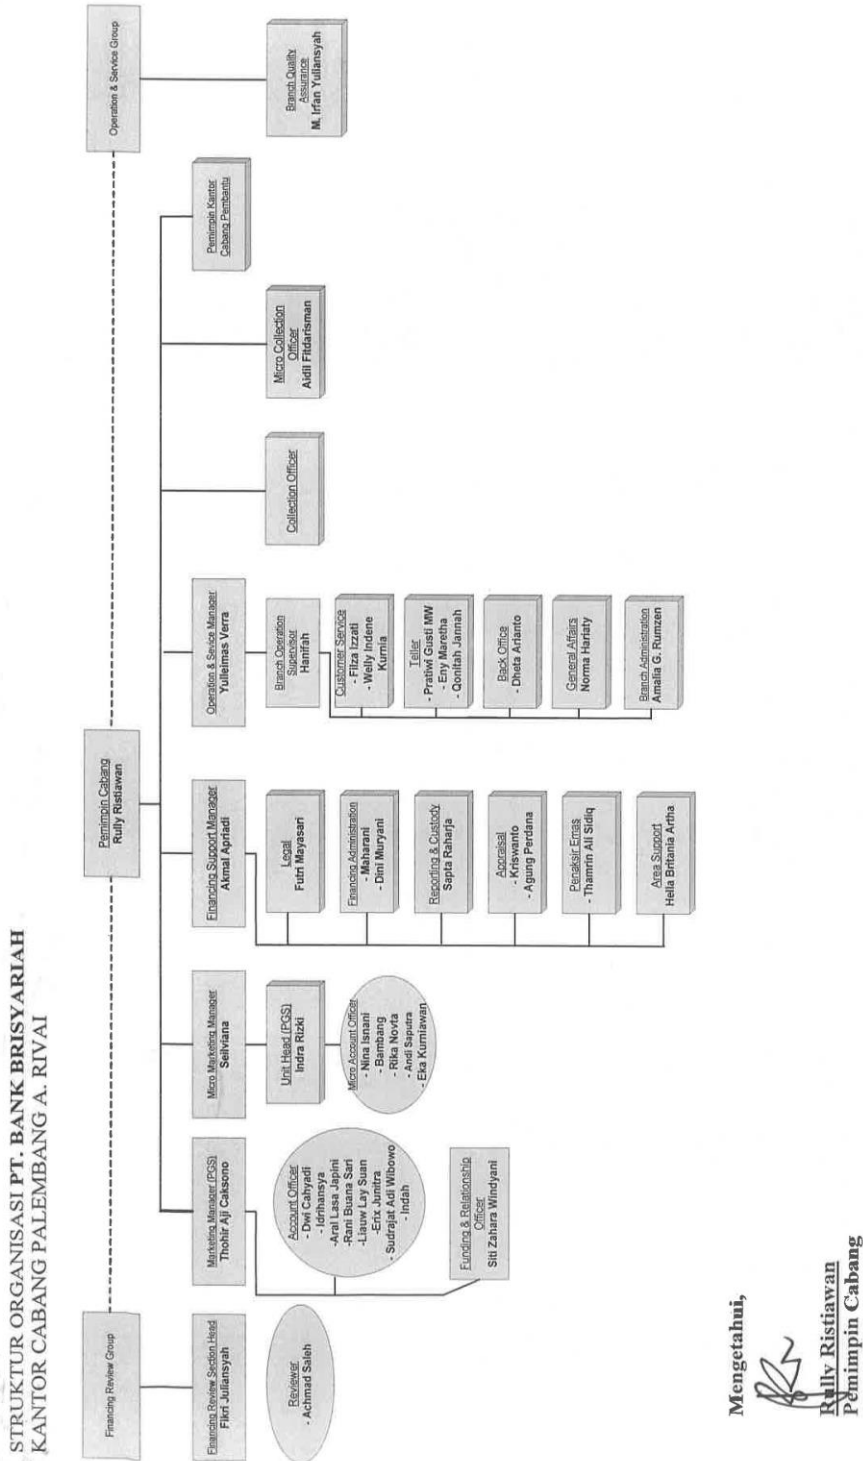 STRUKTUR ORGANISASI PT. BANK BRISYARIAH
KANTOR CABANG PALEMBANG A. RIVAI
Financing Review Group
Pemimpin Cabang
Rully Ristiawan
Operation & Service Group
Financing Review Section Head
Fikri Juliansyah
Reviewer
- Achmad Saleh
Marketing Manager (PGS)
Thohir Aji Caksono
Account Officer
- Dwi Cahyadi
- Idrihansya
-Aral Lasa Japini
-Rani Buana Sari
-Liauw Lay Suan
-Erix Junitra
- Sudrajat Adi Wibowo
- Indah
Funding & Relationship
Officer
Siti Zahara Windyani
Micro Marketing Manager
Seilviana
Unit Head (PGS)
Indra Rizki
Micro Account Officer
- Nina Isnani
- Bambang
- Rika Novta
- Andi Saputra
- Eka Kurniawan
Financing Support Manager
Akmal Apriadi
Legal
Futri Mayasari
Financing Administration
- Maharani
- Dini Muryani
Reporting & Custody
Sapta Raharja
Appraisal
- Kriswanto
- Agung Perdana
Penaksir Emas
- Thamrin Ali Sidiq
Area Support
Hella Britania Artha
Operation & Sevice Manager
Yulleimas Verra
Branch Operation
Supervisor
Hanifah
Customer Service
- Filza Izzati
- Welly Indene
Kurnia
Teller
- Pratiwi Gusti MW
- Eny Maretha
- Qonitah Jannah
Back Office
- Dheta Arianto
General Affairs
Norma Hariaty
Branch Administration
Amalia G. Rumzen
Collection Officer
Micro Collection
Officer
Aidil Fitdarisman
Pemimpin Kantor
Cabang Pembantu
Branch Quality
Assurance
M. Irfan Yuliansyah
Mengetahui,
Rully Ristiawan
Pemimpin Cabang